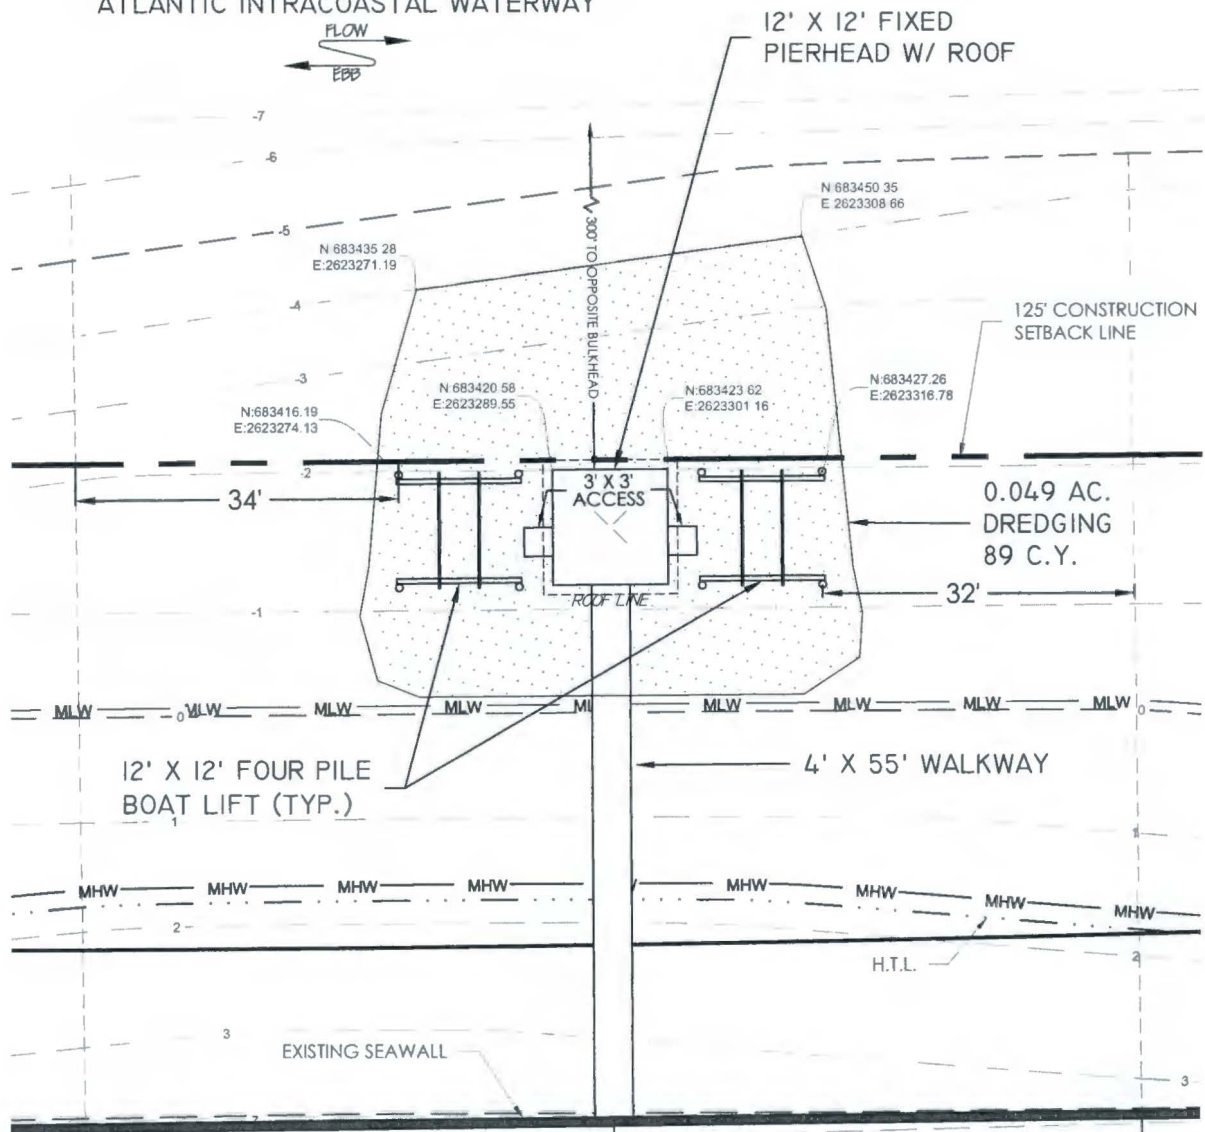 ATLANTIC INTRACOASTAL WATERWAY
FLOW
EBB
12' X 12' FIXED
PIERHEAD W/ ROOF
-7
-6
-5
-4
-3
-2
-1
N:683450.35
E:2623308.66
N:683435.28
E:2623271.19
300' TO OPPOSITE BULKHEAD
125' CONSTRUCTION
SETBACK LINE
N:683420.58
E:2623289.55
N:683423.62
E:2623301.16
N:683427.26
E:2623316.78
N:683416.19
E:2623274.13
34'
3' X 3'
ACCESS
0.049 AC.
DREDGING
89 C.Y.
ROOF LINE
32'
MLW 0 MLW MLW MLW ML MLW MLW MLW MLW 0
12' X 12' FOUR PILE
BOAT LIFT (TYP.)
4' X 55' WALKWAY
1
1
MHW MHW MHW MHW MHW MHW MHW MHW
2
2
H.T.L.
3
EXISTING SEAWALL
3